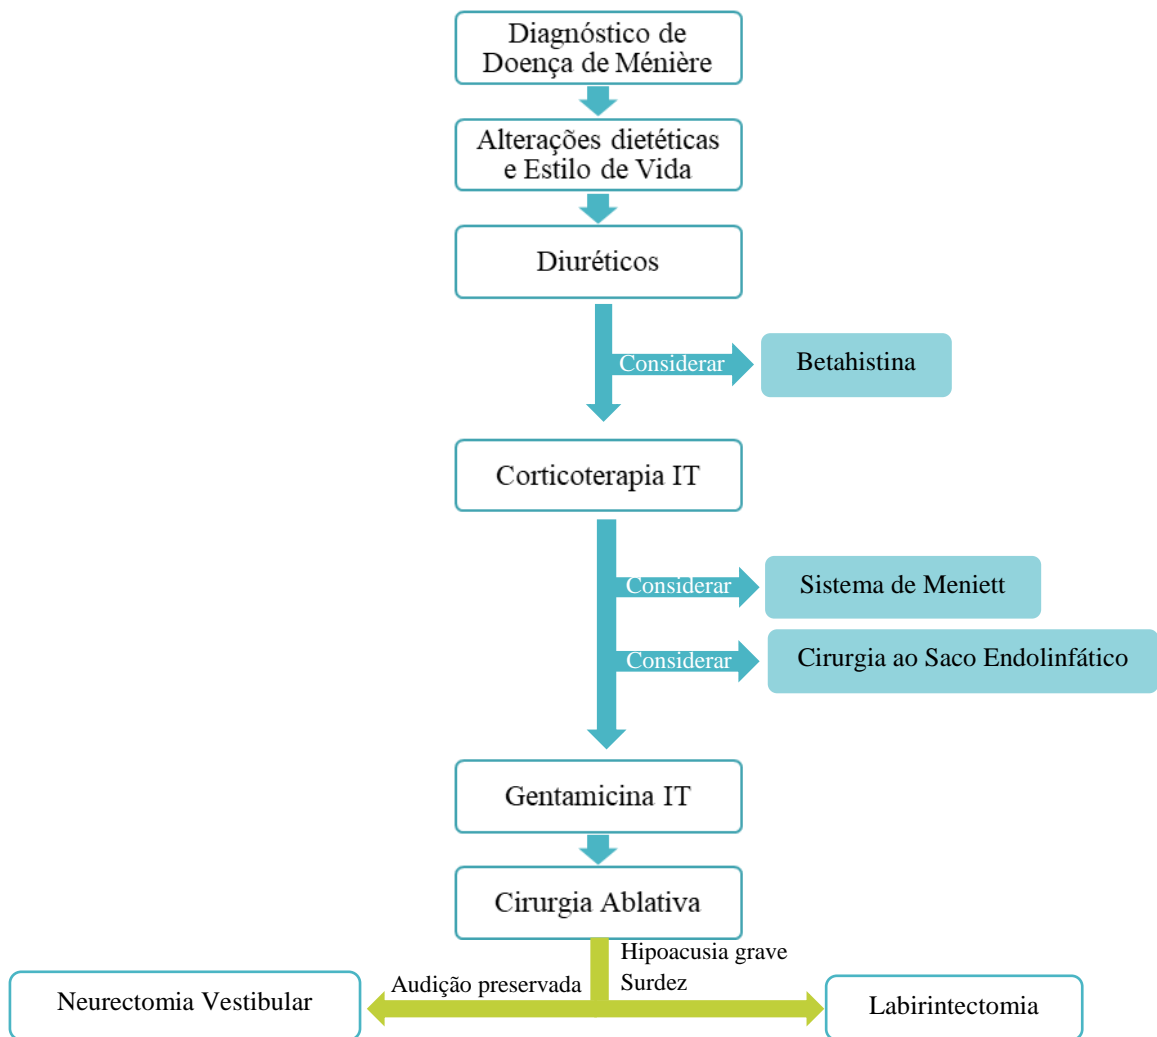 Diagnóstico de
Doença de Ménière
Alterações dietéticas
e Estilo de Vida
Diuréticos
Considerar
Betahistina
Corticoterapia IT
Considerar
Sistema de Meniett
Considerar
Cirurgia ao Saco Endolinfático
Gentamicina IT
Cirurgia Ablativa
Hipoacusia grave
Surdez
Audição preservada
Neurectomia Vestibular
Labirintectomia